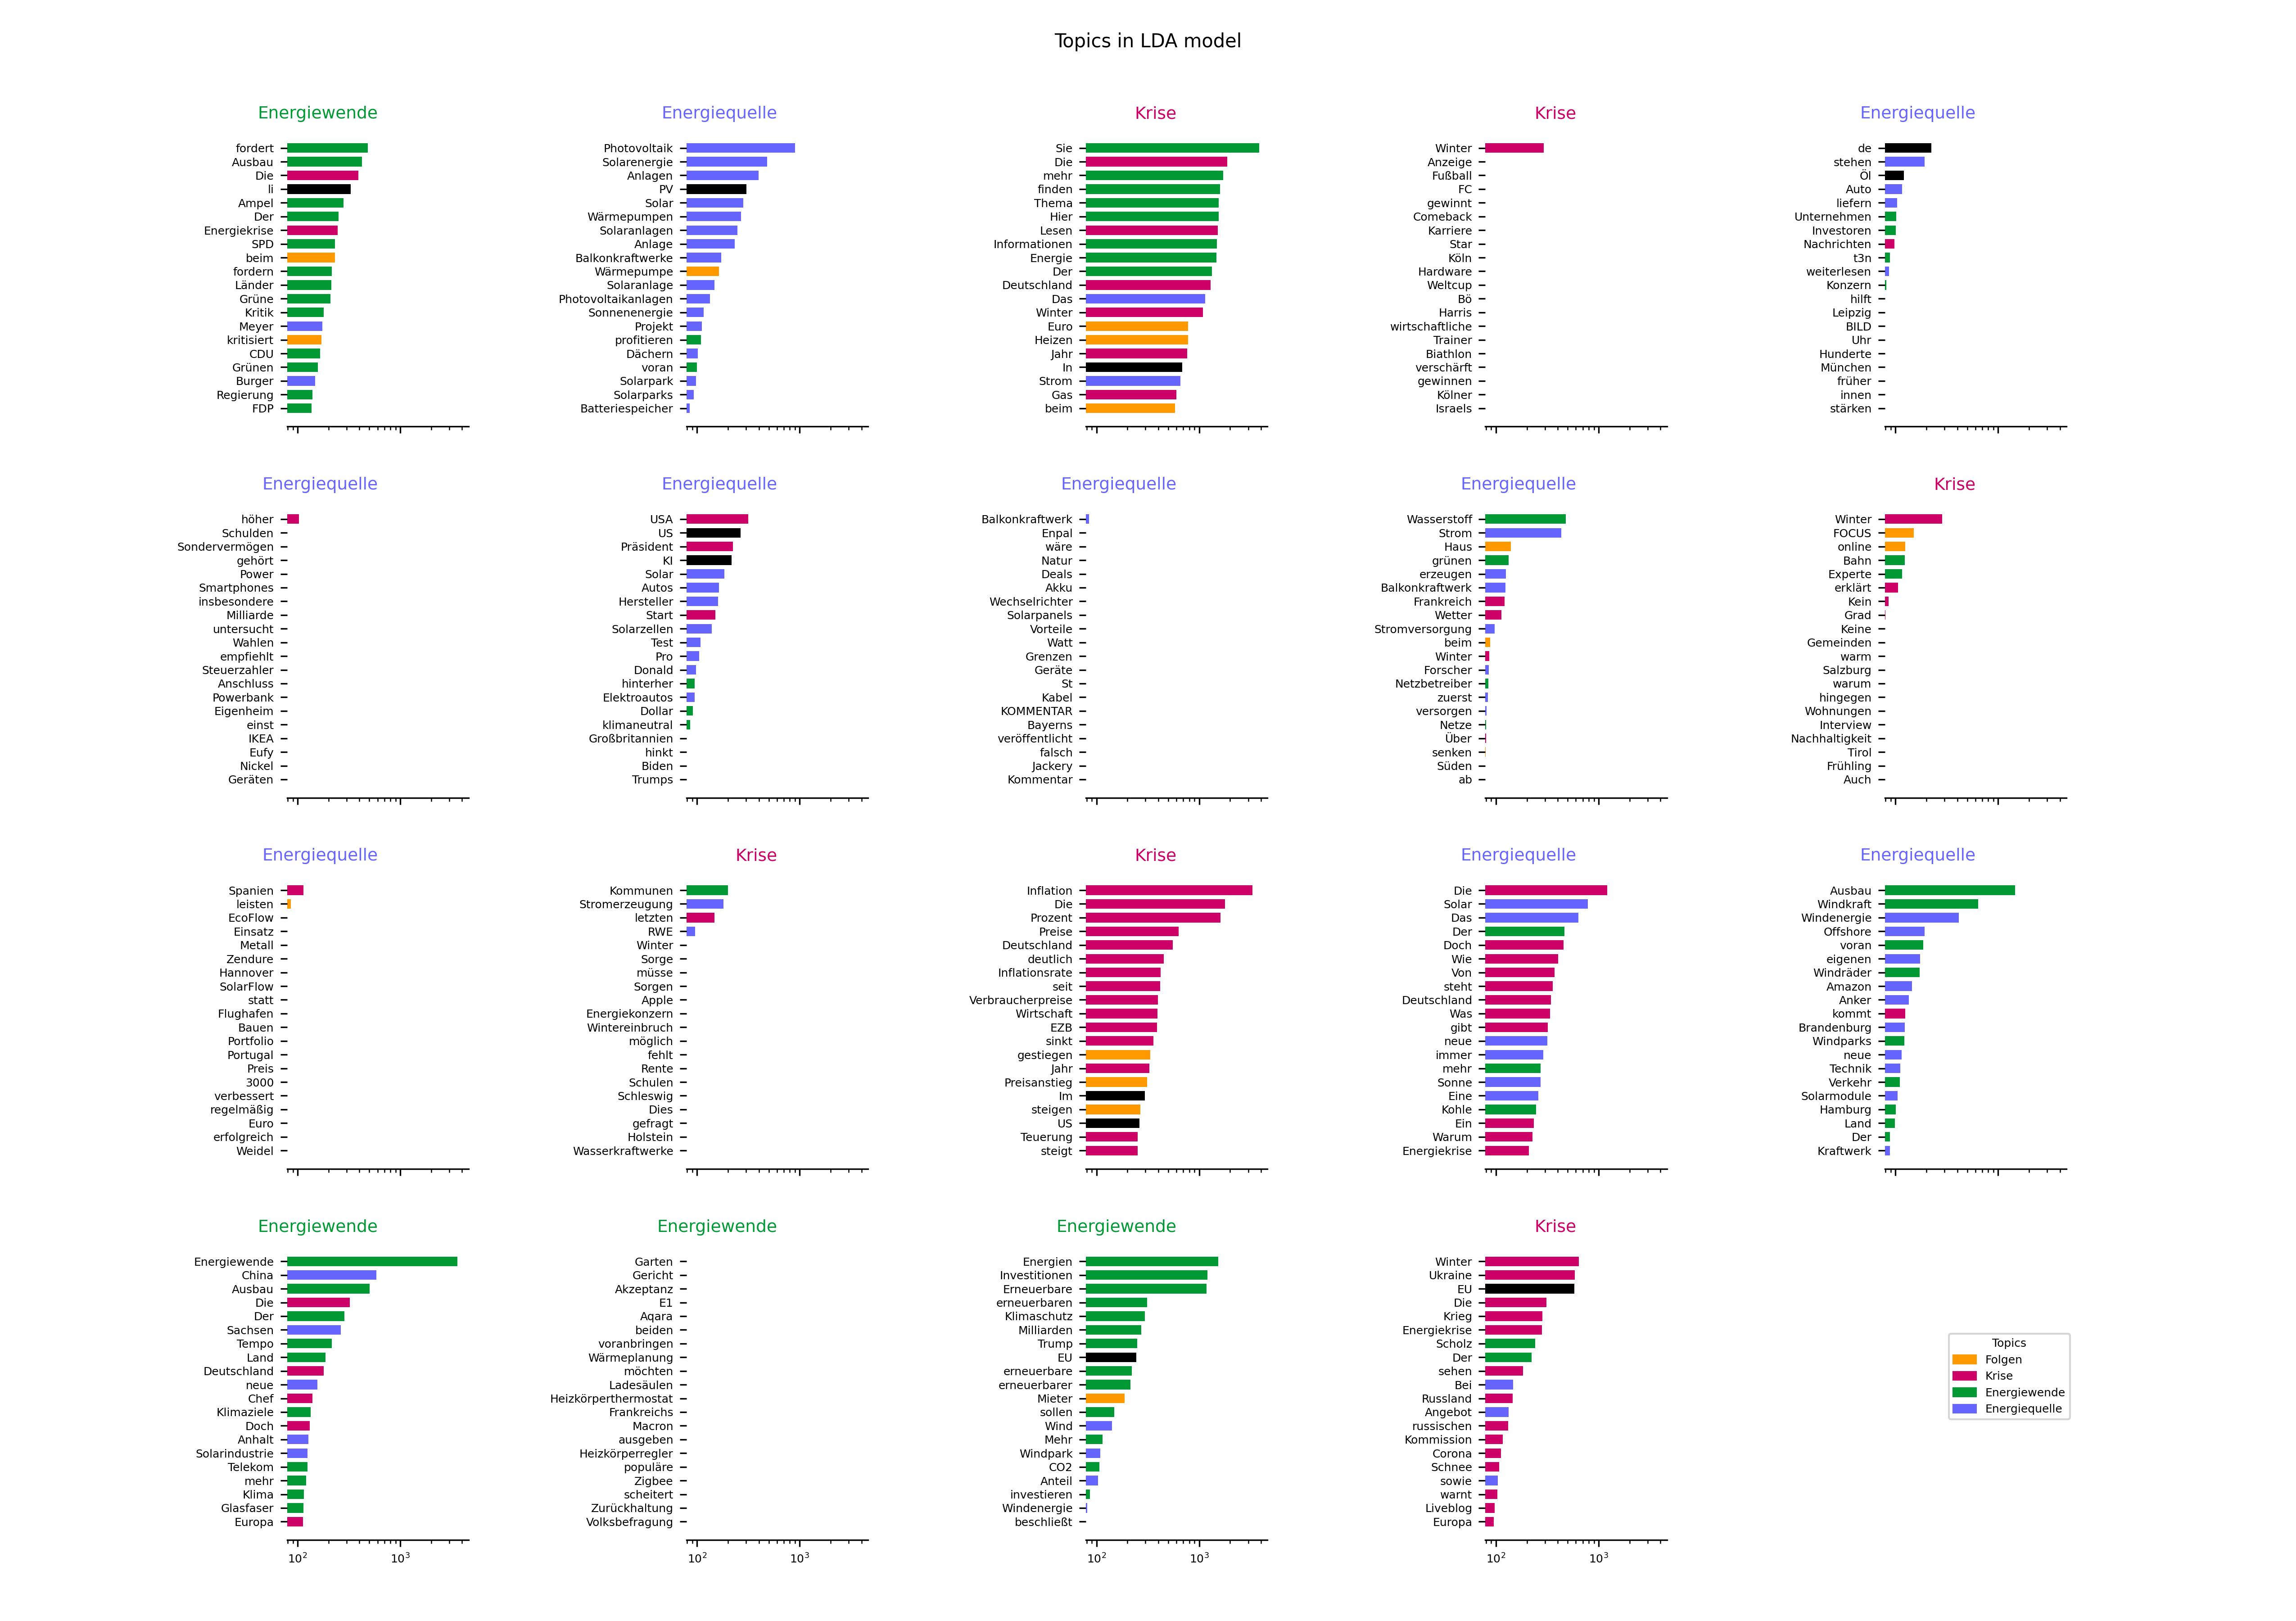 Topics in LDA model
Energiewende
fordert
Ausbau
Die
li
Ampel
Der
Energiekrise
SPD
beim
fordern
Länder
Grüne
Kritik
Meyer
kritisiert
CDU
Grünen
Burger
Regierung
FDP
Energiequelle
Photovoltaik
Solarenergie
Anlagen
PV
Solar
Wärmepumpen
Solaranlagen
Anlage
Balkonkraftwerke
Wärmepumpe
Solaranlage
Photovoltaikanlagen
Sonnenenergie
Projekt
profitieren
Dächern
voran
Solarpark
Solarparks
Batteriespeicher
Krise
Sie
Die
mehr
finden
Thema
Hier
Lesen
Informationen
Energie
Der
Deutschland
Das
Winter
Euro
Heizen
Jahr
In
Strom
Gas
beim
Krise
Winter
Anzeige
Fußball
FC
gewinnt
Comeback
Karriere
Star
Köln
Hardware
Weltcup
Bö
Harris
wirtschaftliche
Trainer
Biathlon
verschärft
gewinnen
Kölner
Israels
Energiequelle
de
stehen
Öl
Auto
liefern
Unternehmen
Investoren
Nachrichten
t3n
weiterlesen
Konzern
hilft
Leipzig
BILD
Uhr
Hunderte
München
früher
innen
stärken
Energiequelle
höher
Schulden
Sondervermögen
gehört
Power
Smartphones
insbesondere
Milliarde
untersucht
Wahlen
empfiehlt
Steuerzahler
Anschluss
Powerbank
Eigenheim
einst
IKEA
Eufy
Nickel
Geräten
Energiequelle
USA
US
Präsident
KI
Solar
Autos
Hersteller
Start
Solarzellen
Test
Pro
Donald
hinterher
Elektroautos
Dollar
klimaneutral
Großbritannien
hinkt
Biden
Trumps
Energiequelle
Balkonkraftwerk
Enpal
wäre
Natur
Deals
Akku
Wechselrichter
Solarpanels
Vorteile
Watt
Grenzen
Geräte
St
Kabel
KOMMENTAR
Bayerns
veröffentlicht
falsch
Jackery
Kommentar
Energiequelle
Wasserstoff
Strom
Haus
grünen
erzeugen
Balkonkraftwerk
Frankreich
Wetter
Stromversorgung
beim
Winter
Forscher
Netzbetreiber
zuerst
versorgen
Netze
Über
senken
Süden
ab
Krise
Winter
FOCUS
online
Bahn
Experte
erklärt
Kein
Grad
Keine
Gemeinden
warm
Salzburg
warum
hingegen
Wohnungen
Interview
Nachhaltigkeit
Tirol
Frühling
Auch
Energiequelle
Spanien
leisten
EcoFlow
Einsatz
Metall
Zendure
Hannover
SolarFlow
statt
Flughafen
Bauen
Portfolio
Portugal
Preis
3000
verbessert
regelmäßig
Euro
erfolgreich
Weidel
Krise
Kommunen
Stromerzeugung
letzten
RWE
Winter
Sorge
müsse
Sorgen
Apple
Energiekonzern
Wintereinbruch
möglich
fehlt
Rente
Schulen
Schleswig
Dies
gefragt
Holstein
Wasserkraftwerke
Krise
Inflation
Die
Prozent
Preise
Deutschland
deutlich
Inflationsrate
seit
Verbraucherpreise
Wirtschaft
EZB
sinkt
gestiegen
Jahr
Preisanstieg
Im
steigen
US
Teuerung
steigt
Energiequelle
Die
Solar
Das
Der
Doch
Wie
Von
steht
Deutschland
Was
gibt
neue
immer
mehr
Sonne
Eine
Kohle
Ein
Warum
Energiekrise
Energiequelle
Ausbau
Windkraft
Windenergie
Offshore
voran
eigenen
Windräder
Amazon
Anker
kommt
Brandenburg
Windparks
neue
Technik
Verkehr
Solarmodule
Hamburg
Land
Der
Kraftwerk
Energiewende
Energiewende
China
Ausbau
Die
Der
Sachsen
Tempo
Land
Deutschland
neue
Chef
Klimaziele
Doch
Anhalt
Solarindustrie
Telekom
mehr
Klima
Glasfaser
Europa
10²
10³
Energiewende
Garten
Gericht
Akzeptanz
E1
Aqara
beiden
voranbringen
Wärmeplanung
möchten
Ladesäulen
Heizkörperthermostat
Frankreichs
Macron
ausgeben
Heizkörperregler
populäre
Zigbee
scheitert
Zurückhaltung
Volksbefragung
10²
10³
Energiewende
Energien
Investitionen
Erneuerbare
erneuerbaren
Klimaschutz
Milliarden
Trump
EU
erneuerbare
erneuerbarer
Mieter
sollen
Wind
Mehr
Windpark
CO2
Anteil
investieren
Windenergie
beschließt
10²
10³
Krise
Winter
Ukraine
EU
Die
Krieg
Energiekrise
Scholz
Der
sehen
Bei
Russland
Angebot
russischen
Kommission
Corona
Schnee
sowie
warnt
Liveblog
Europa
10²
10³
Topics
Folgen
Krise
Energiewende
Energiequelle